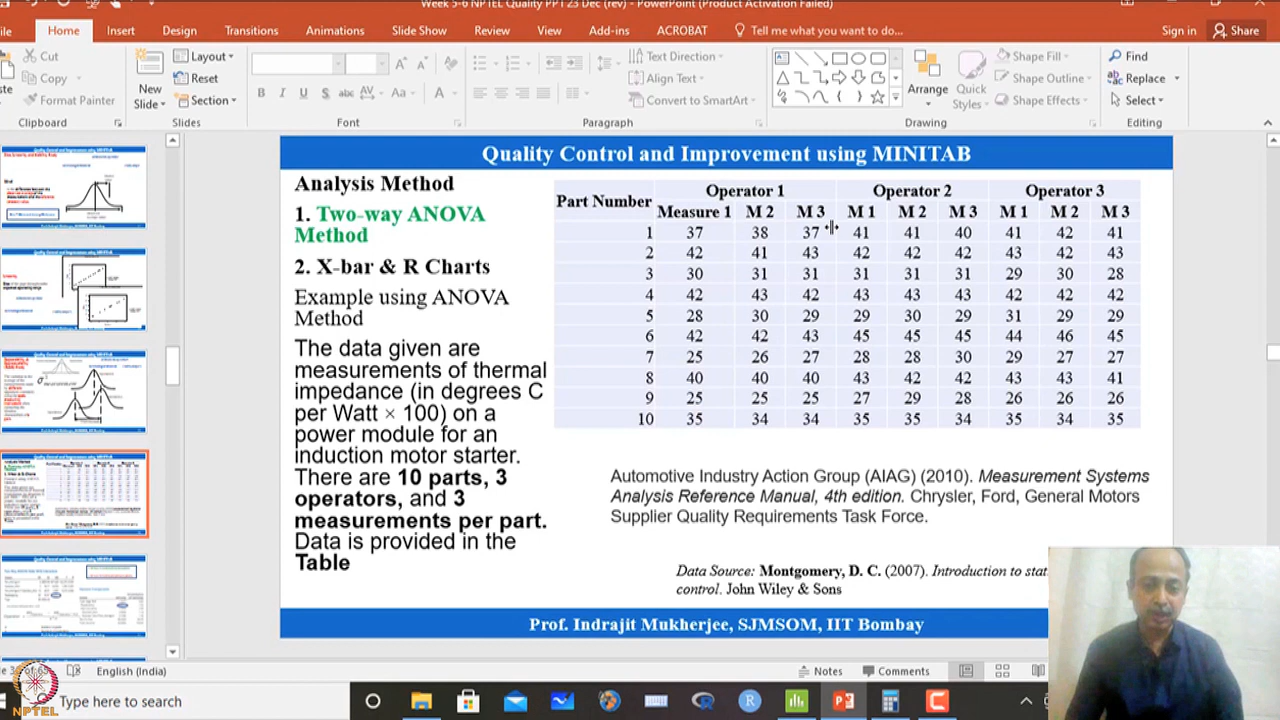 Week 5-6 NPTEL Quality PPT 23 Dec (rev) - PowerPoint (Product Activation Failed)
Home Insert Design Transitions Animations Slide Show Review View Add-ins ACROBAT Tell me what you want to do... Sign in Share
Cut
Copy
Format Painter
Clipboard
New Slide
Layout
Reset
Section
Slides
Font
Text Direction
Align Text
Convert to SmartArt
Paragraph
Arrange
Quick Styles
Shape Fill
Shape Outline
Shape Effects
Drawing
Find
Replace
Select
Editing
Quality Control and Improvement using MINITAB
Analysis Method
1. Two-way ANOVA
Method
2. X-bar & R Charts
Example using ANOVA
Method
The data given are
measurements of thermal
impedance (in degrees C
per Watt × 100) on a
power module for an
induction motor starter.
There are 10 parts, 3
operators, and 3
measurements per part.
Data is provided in the
Table
Part Number Operator 1 Operator 2 Operator 3
Measure 1 M 2 M 3 M 1 M 2 M 3 M 1 M 2 M 3
1 37 38 37 41 41 40 41 42 41
2 42 41 43 42 42 42 43 42 43
3 30 31 31 31 31 31 29 30 28
4 42 43 42 43 43 43 42 42 42
5 28 30 29 29 30 29 31 29 29
6 42 42 43 45 45 45 44 46 45
7 25 26 27 28 28 30 29 27 27
8 40 40 40 43 42 42 43 43 41
9 25 25 25 27 29 28 26 26 26
10 35 34 34 35 35 34 35 34 35
Automotive Industry Action Group (AIAG) (2010). Measurement Systems
Analysis Reference Manual, 4th edition. Chrysler, Ford, General Motors
Supplier Quality Requirements Task Force.
Data Source: Montgomery, D. C. (2007). Introduction to
control. John Wiley & Sons
Prof. Indrajit Mukherjee, SJMSOM, IIT Bombay
English (India) Notes Comments
Type here to search
NPTEL